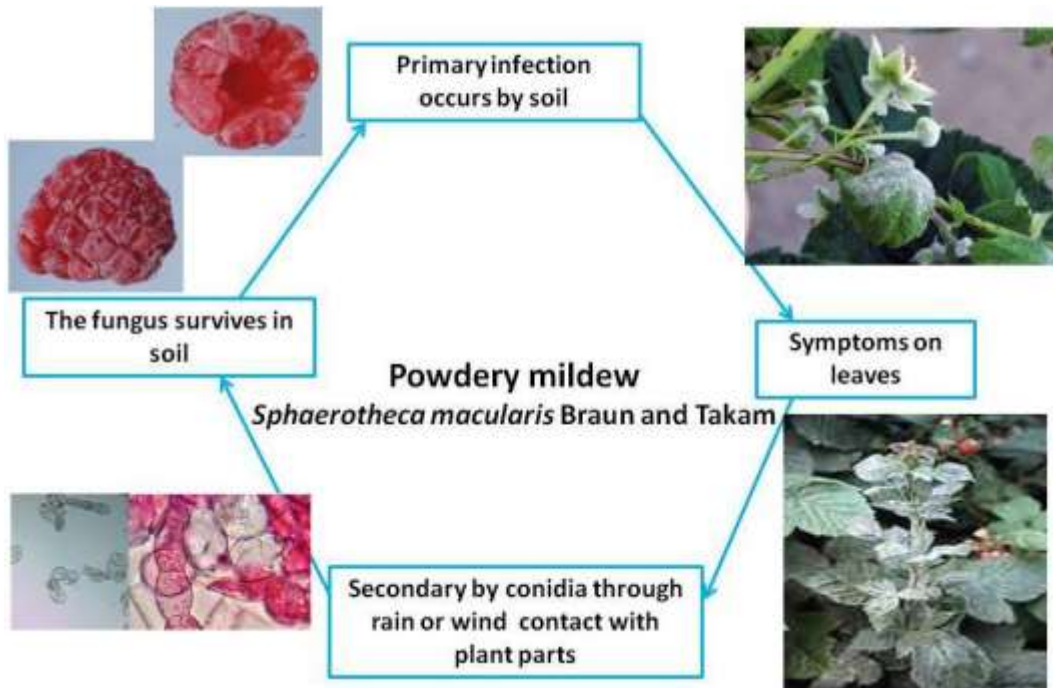 Primary infection
occurs by soil
The fungus survives in
soil
Symptoms on
leaves
Powdery mildew
Sphaerotheca macularis Braun and Takam
Secondary by conidia through
rain or wind contact with
plant parts